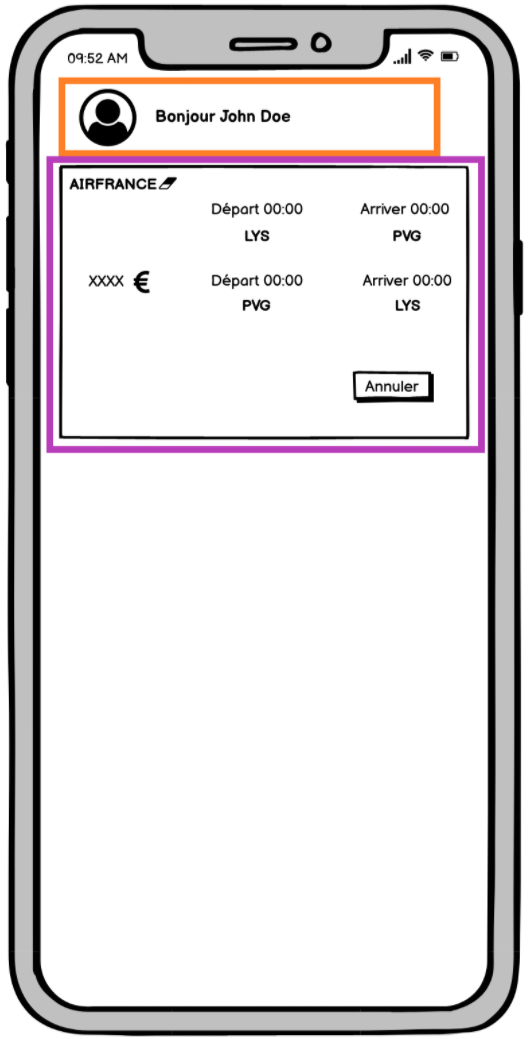 09:52 AM
Bonjour John Doe
AIRFRANCE
Départ 00:00 Arriver 00:00
LYS PVG
XXXX € Départ 00:00 Arriver 00:00
PVG LYS
Annuler